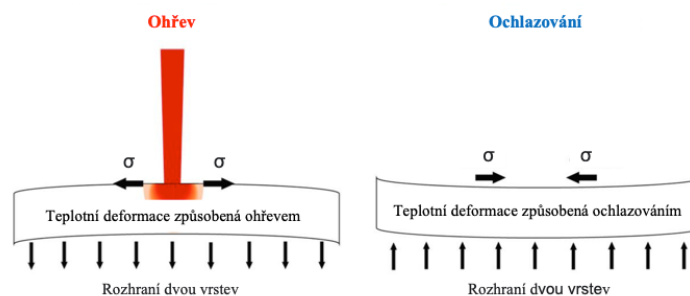 Ohřev
Ochlazování
σ
σ
σ
σ
Teplotní deformace způsobená ohřevem
Teplotní deformace způsobená ochlazováním
Rozhraní dvou vrstev
Rozhraní dvou vrstev